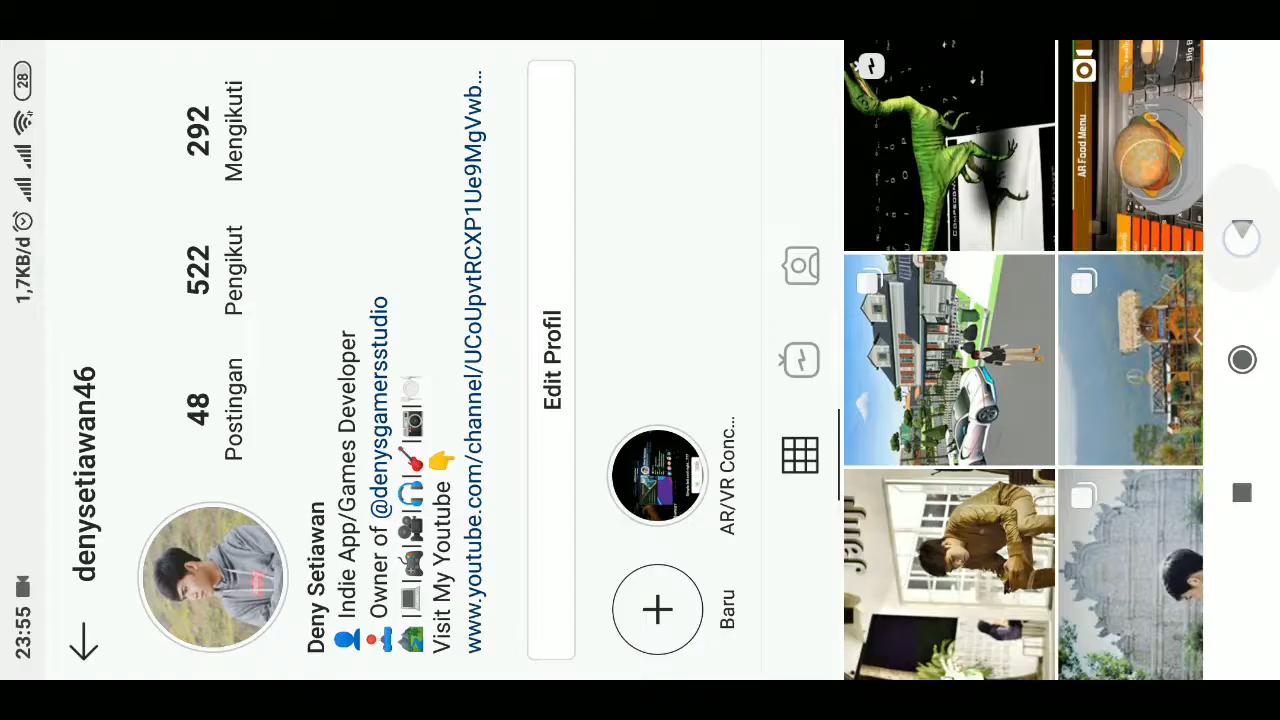 23:55
1,7KB/d
28
denysetiawan46
48
Postingan
522
Pengikut
292
Mengikuti
Deny Setiawan
Indie App/Games Developer
Owner of @denysgamersstudio
Visit My Youtube
www.youtube.com/channel/UCoUpvtRCXP1Ue9MgVwb...
Edit Profil
Baru
AR/VR Conc...
AR Food Menu